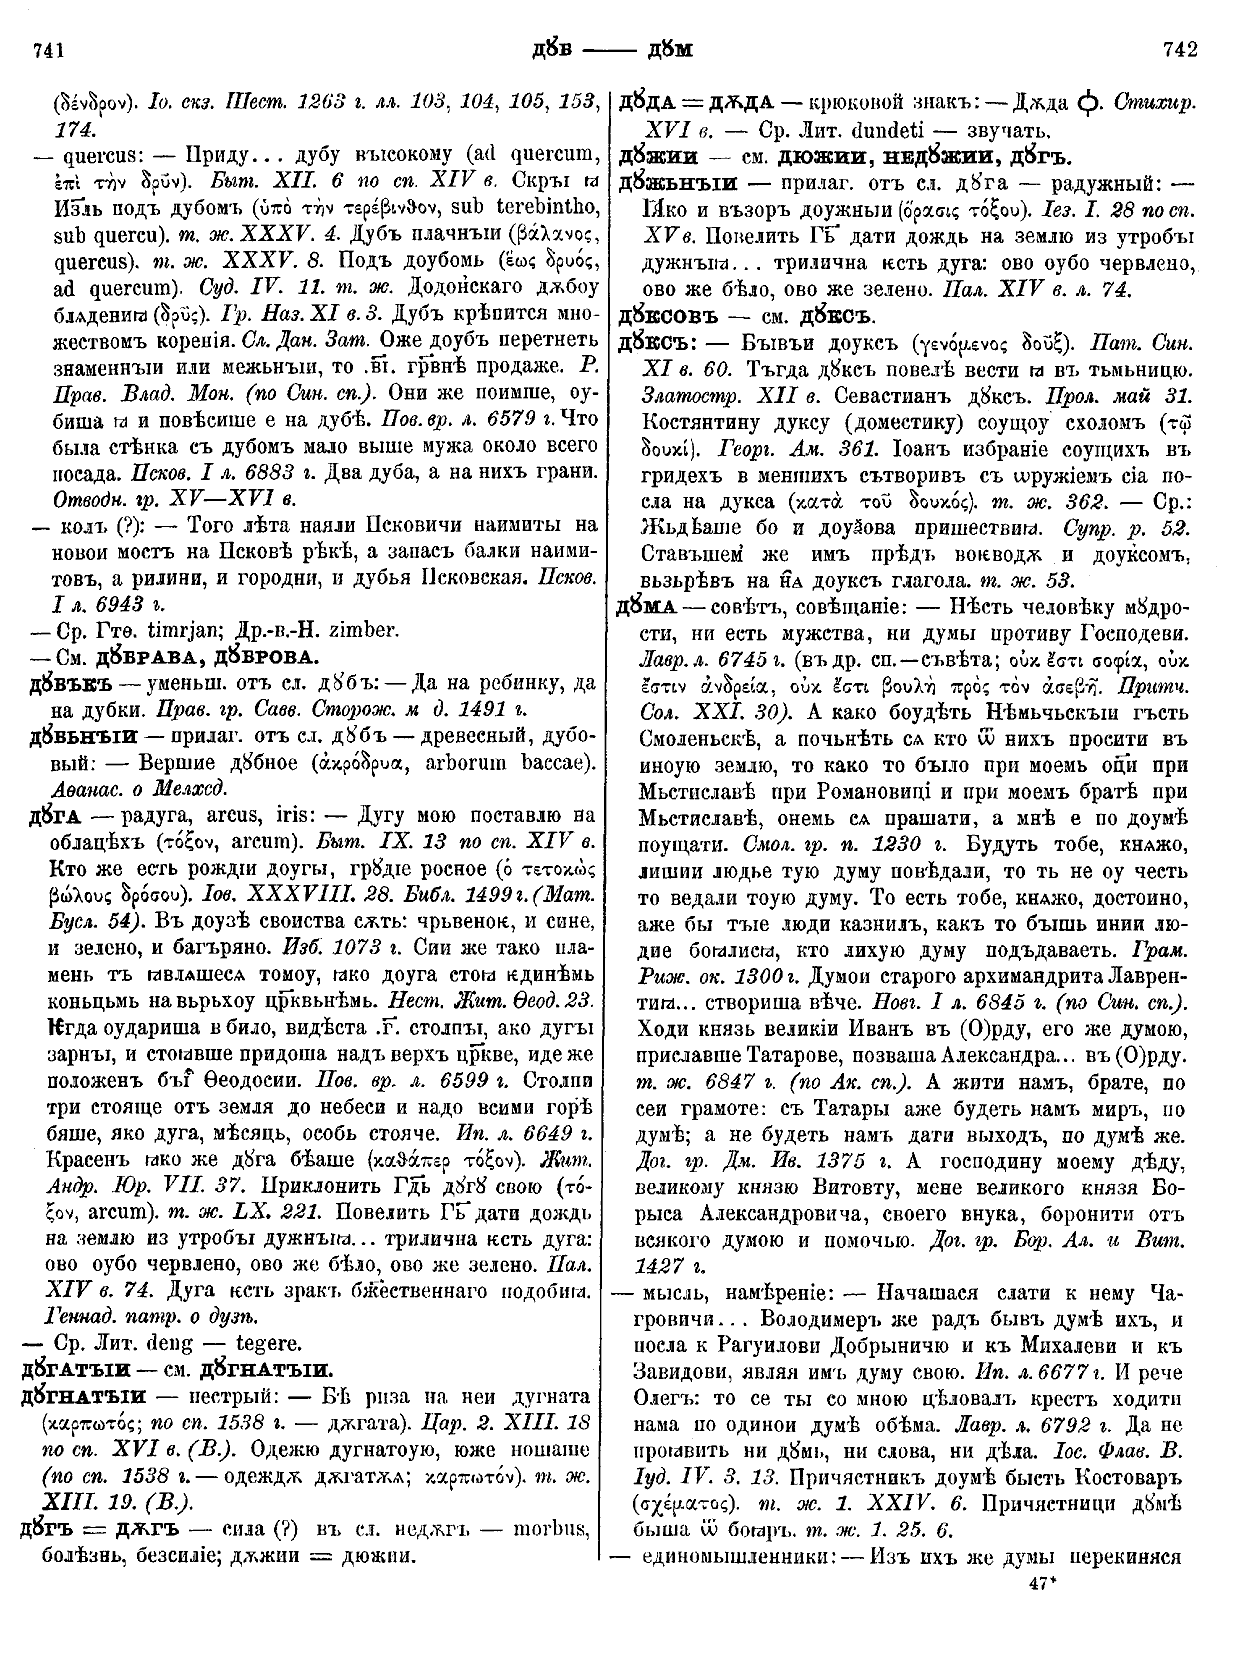 741
дꙋв —— дꙋм
742
(δένδρον). Іо. екз. Шест. 1263 г. лл. 103, 104, 105, 153,
174.
— quercus: — Приду... дубу высокому (ad quercum,
ἐπὶ τὴν δρῦν). Быт. XII. 6 по сп. XIV в. Скры ꙗ
Из҃ль подъ дубомъ (ὑπὸ τὴν τερέβινθον, sub terebintho,
sub quercu). т. ж. XXXV. 4. Дубъ плачныи (βάλανος,
quercus). т. ж. XXXV. 8. Подъ доубомь (ἕως δρυός,
ad quercum). Суд. IV. 11. т. ж. Додоньскаго дѫбоу
блѧдениꙗ (δρῦς). Гр. Наз. XI в. 3. Дубъ крѣпится мно-
жествомъ коренія. Сл. Дан. Зат. Оже доубъ перетнеть
знаменныи или межьныи, то .в҃і. гр҃внѣ продаже. Р.
Прав. Влад. Мон. (по Син. сп.). Они же поимше, оу-
биша ꙗ и повѣсише е на дубѣ. Пов. вр. л. 6579 г. Что
была стѣнка съ дубомъ мало выше мужа около всего
посада. Псков. I л. 6883 г. Два дуба, а на нихъ грани.
Отводн. гр. XV—XVI в.
— колъ (?): — Того лѣта наяли Псковичи наимиты на
новои мостъ на Псковѣ рѣкѣ, а запасъ балки наими-
товъ, а рилини, и городни, и дубья Псковская. Псков.
I л. 6943 г.
— Ср. Гтѳ. timrjan; Др.-в.-Н. zimber.
— См. дꙋбрава, дꙋброва.
дꙋбъкъ — уменьш. отъ сл. дꙋбъ: — Да на ребинку, да
на дубки. Прав. гр. Савв. Сторож. м д. 1491 г.
дꙋбьныи — прилаг. отъ сл. дꙋбъ — древесный, дубо-
вый: — Вершие дꙋбное (ἀκρόδρυα, arborum baccae).
Аѳанас. о Мелхсд.
дꙋга — радуга, arcus, iris: — Дугу мою поставлю на
облацѣхъ (τόξον, arcum). Быт. IX. 13 по сп. XIV в.
Кто же есть рождіи доугы, грꙋдіе росное (ὁ τετοκὼς
βώλους δρόσου). Іов. XXXVIII. 28. Библ. 1499 г. (Мат.
Бусл. 54). Въ доузѣ своиства сѫть: чрьвеноѥ, и сине,
и зелено, и багъряно. Изб. 1073 г. Сии же тако пла-
мень тъ ꙗвлѧшесѧ томоу, ꙗко доуга стоꙗ ѥдинѣмь
коньцьмь на вьрьхоу цр҃квьнѣмь. Нест. Жит. Ѳеод. 23.
Ѥгда оудариша в било, видѣста .г҃. столпы, ако дугы
зарны, и стоꙗвше придоша надъ верхъ цр҃кве, иде же
положенъ быⷭ Ѳеодосии. Пов. вр. л. 6599 г. Столпи
три стояще отъ земля до небеси и надо всими горѣ
бяше, яко дуга, мѣсяць, особь стояче. Ип. л. 6649 г.
Красенъ ꙗко же дꙋга бѣаше (καθάπερ τόξον). Жит.
Андр. Юр. VII. 37. Приклонить Гд҃ь дꙋгꙋ свою (τό-
ξον, arcum). т. ж. LX. 221. Повелить Г҃ь дати дождь
на землю из утробы дужныꙗ... трилична ѥсть дуга:
ово оубо червлено, ово же бѣло, ово же зелено. Пал.
XIV в. 74. Дуга ѥсть зракъ бж҃ественнаго подобиꙗ.
Геннад. патр. о дузѣ.
— Ср. Лит. deng — tegere.
дꙋгатыи — см. дꙋгнатыи.
дꙋгнатыи — пестрый: — Бѣ риза на неи дугната
(καρπωτός; по сп. 1538 г. — дѫгата). Цар. 2. XIII. 18
по сп. XVI в. (В.). Одежю дугнатоую, юже ношаше
(по сп. 1538 г. — одеждѫ дѫгатѫѧ; καρπωτόν). т. ж.
XIII. 19. (В.).
дꙋгъ = дѫгъ — сила (?) въ сл. недѫгъ — morbus,
болѣзнь, безсиліе; дѫжии = дюжии.
дꙋда = дѫда — крюковой знакъ: — Дѫда ф. Стихир.
XVI в. — Ср. Лит. dundeti — звучать.
дꙋжии — см. дюжии, недꙋжии, дꙋгъ.
дꙋжьныи — прилаг. отъ сл. дꙋга — радужный: —
Ꙗко и възоръ доужныи (ὅρασις τόξου). Іез. I. 28 по сп.
XV в. Повелить Г҃ь дати дождь на землю из утробы
дужныꙗ... трилична ѥсть дуга: ово оубо червлено,
ово же бѣло, ово же зелено. Пал. XIV в. л. 74.
дꙋксовъ — см. дꙋксъ.
дꙋксъ: — Бывъи доуксъ (γενόμενος δοῦξ). Пат. Син.
XI в. 60. Тъгда дꙋксъ повелѣ вести ꙗ въ тьмьницю.
Златостр. XII в. Севастианъ дꙋксъ. Прол. май 31.
Костянтину дуксу (доместику) соущоу схоломъ (τῷ
δουκί). Георг. Ам. 361. Іоанъ избраніе соущихъ въ
гридехъ в меншихъ сътворивъ съ ѡружіемъ сіа по-
сла на дукса (κατὰ τοῦ δουκός). т. ж. 362. — Ср.:
Жьдѣаше бо и доуѯова пришествиꙗ. Супр. р. 52.
Ставъшем же имъ прѣдъ воѥводѫ и доуксомъ,
вьзьрѣвъ на нѧ доуксъ глагола. т. ж. 53.
дꙋма — совѣтъ, совѣщаніе: — Нѣсть человѣку мꙋдро-
сти, ни есть мужства, ни думы противу Господеви.
Лавр. л. 6745 г. (въ др. сп. — съвѣта; οὐκ ἔστι σοφία, οὐκ
ἔστιν ἀνδρεία, οὐκ ἔστι βουλὴ πρὸς τὸν ἀσεβῆ. Притч.
Сол. XXI. 30). А како боудѣть Нѣмьчьскыи гъсть
Смоленьскѣ, а почьнѣть сѧ кто ѿ нихъ просити въ
иную землю, то како то было при моемь оц҃и при
Мьстиславѣ при Романовиці и при моемъ братѣ при
Мьстиславѣ, онемь сѧ прашати, а мнѣ е по доумѣ
поущати. Смол. гр. п. 1230 г. Будуть тобе, кнѧжо,
лишии людье тую думу повѣдали, то ть не оу честь
то ведали тоую думу. То есть тобе, кнѧжо, достоино,
аже бы тые люди казнилъ, какъ то бышь инии лю-
дие боꙗлисꙗ, кто лихую думу подъдаваеть. Грам.
Риж. ок. 1300 г. Думои старого архимандрита Лаврен-
тиꙗ... створиша вѣче. Новг. I л. 6845 г. (по Син. сп.).
Ходи князь великіи Иванъ въ (О)рду, его же думою,
приславше Татарове, позваша Александра... въ (О)рду.
т. ж. 6847 г. (по Ак. сп.). А жити намъ, брате, по
сеи грамоте: съ Татары аже будеть намъ миръ, по
думѣ; а не будеть намъ дати выходъ, по думѣ же.
Дог. гр. Дм. Ив. 1375 г. А господину моему дѣду,
великому князю Витовту, мене великого князя Бо-
рыса Александровича, своего внука, боронити отъ
всякого думою и помочью. Дог. гр. Бор. Ал. и Вит.
1427 г.
— мысль, намѣреніе: — Начашася слати к нему Ча-
гровичи... Володимеръ же радъ бывъ думѣ ихъ, и
посла к Рагуилови Добрыничю и къ Михалеви и къ
Завидови, являя имъ думу свою. Ип. л. 6677 г. И рече
Олегъ: то се ты со мною цѣловалъ крестъ ходити
нама по одинои думѣ обѣма. Лавр. л. 6792 г. Да не
проꙗвить ни дꙋмы, ни слова, ни дѣла. Іос. Флав. В.
Іуд. IV. 3. 13. Причястникъ доумѣ бысть Костоваръ
(σχέματος). т. ж. 1. XXIV. 6. Причястници дꙋмѣ
быша ѿ боꙗръ. т. ж. 1. 25. 6.
— единомышленники: — Изъ ихъ же думы перекиняся
47*